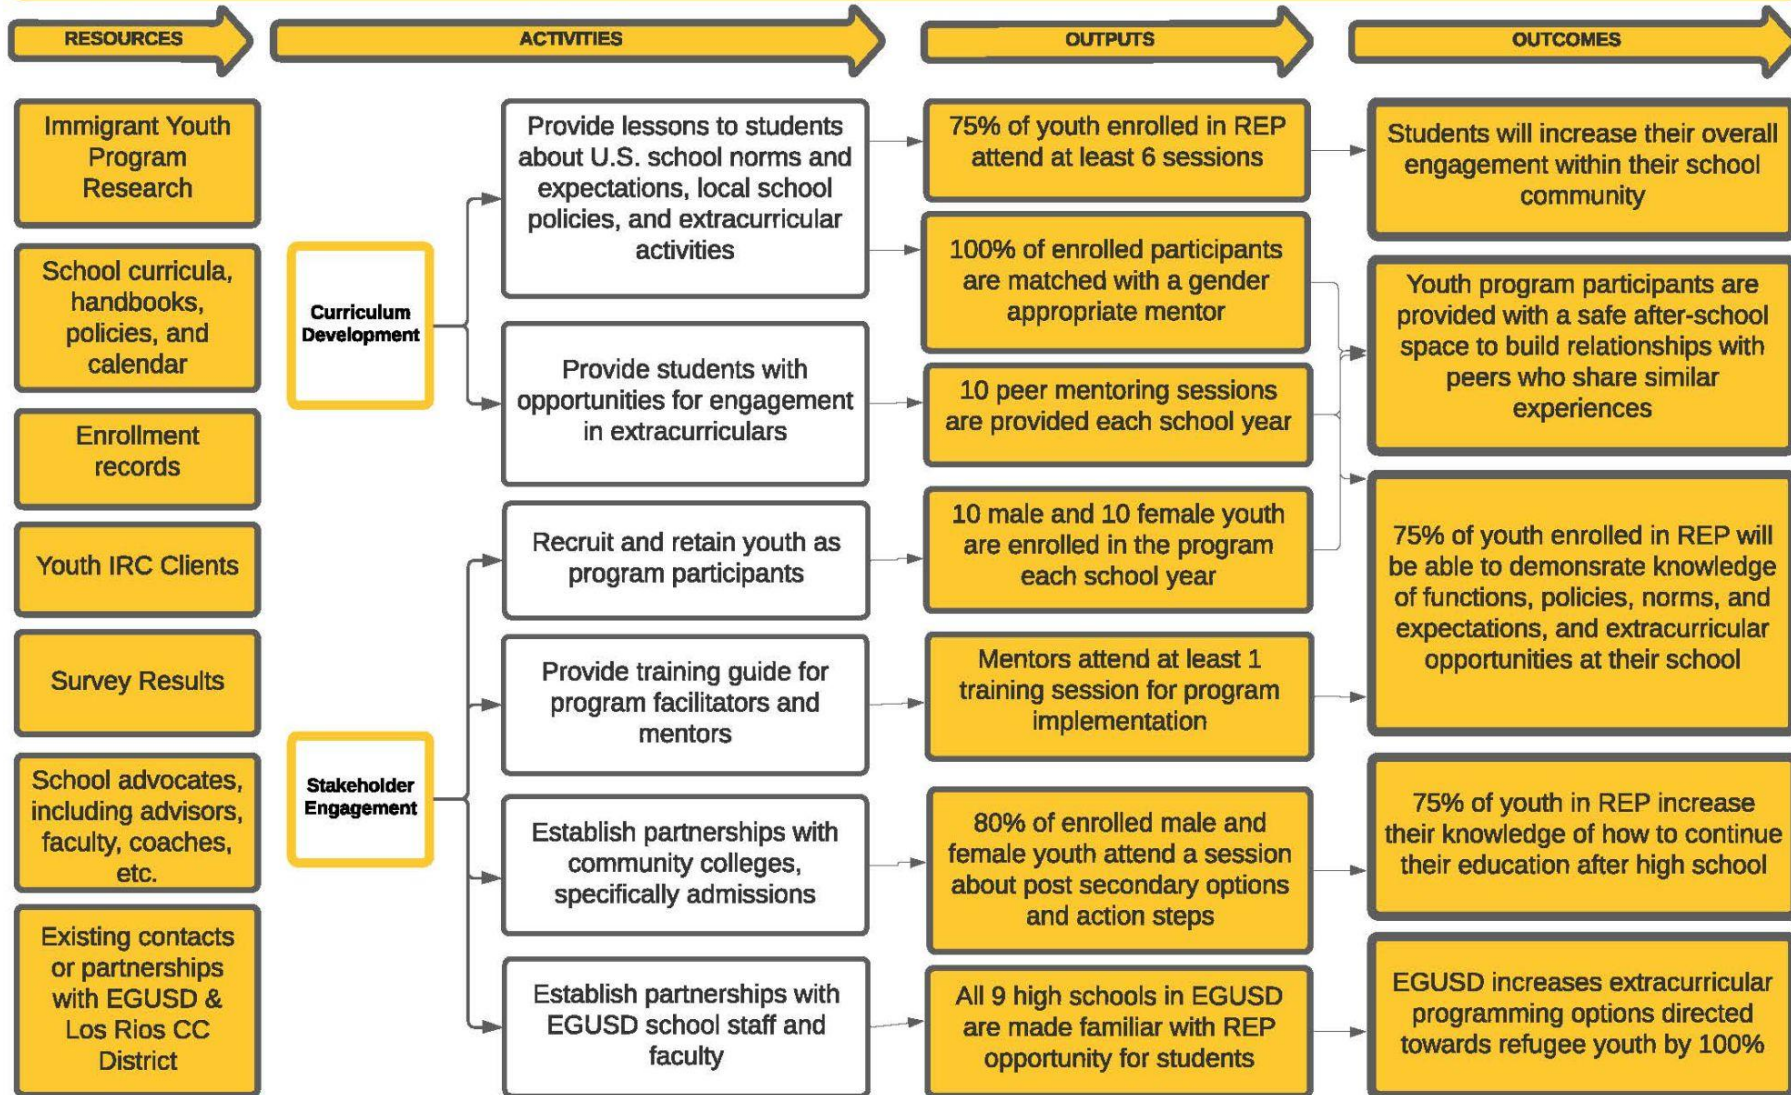 RESOURCES
ACTIVITIES
OUTPUTS
OUTCOMES
Immigrant Youth
Program
Research
School curricula,
handbooks,
policies, and
calendar
Enrollment
records
Youth IRC Clients
Survey Results
School advocates,
including advisors,
faculty, coaches,
etc.
Existing contacts
or partnerships
with EGUSD &
Los Rios CC
District
Curriculum
Development
Stakeholder
Engagement
Provide lessons to students
about U.S. school norms and
expectations, local school
policies, and extracurricular
activities
Provide students with
opportunities for engagement
in extracurriculars
Recruit and retain youth as
program participants
Provide training guide for
program facilitators and
mentors
Establish partnerships with
community colleges,
specifically admissions
Establish partnerships with
EGUSD school staff and
faculty
75% of youth enrolled in REP
attend at least 6 sessions
100% of enrolled participants
are matched with a gender
appropriate mentor
10 peer mentoring sessions
are provided each school year
10 male and 10 female youth
are enrolled in the program
each school year
Mentors attend at least 1
training session for program
implementation
80% of enrolled male and
female youth attend a session
about post secondary options
and action steps
All 9 high schools in EGUSD
are made familiar with REP
opportunity for students
Students will increase their overall
engagement within their school
community
Youth program participants are
provided with a safe after-school
space to build relationships with
peers who share similar
experiences
75% of youth enrolled in REP will
be able to demonsrate knowledge
of functions, policies, norms, and
expectations, and extracurricular
opportunities at their school
75% of youth in REP increase
their knowledge of how to continue
their education after high school
EGUSD increases extracurricular
programming options directed
towards refugee youth by 100%